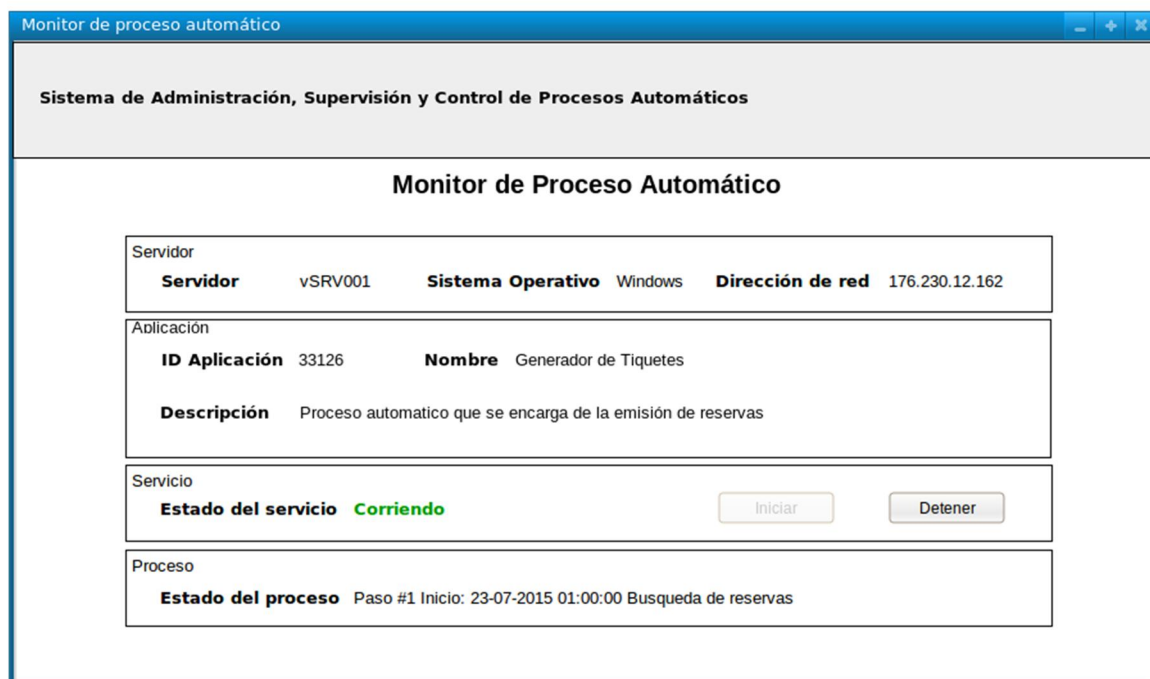 Monitor de proceso automático
Sistema de Administración, Supervisión y Control de Procesos Automáticos
Monitor de Proceso Automático
Servidor
Servidor vSRV001 Sistema Operativo Windows Dirección de red 176.230.12.162
Aplicación
ID Aplicación 33126 Nombre Generador de Tiquetes
Descripción Proceso automatico que se encarga de la emisión de reservas
Servicio
Estado del servicio Corriendo Iniciar Detener
Proceso
Estado del proceso Paso #1 Inicio: 23-07-2015 01:00:00 Busqueda de reservas